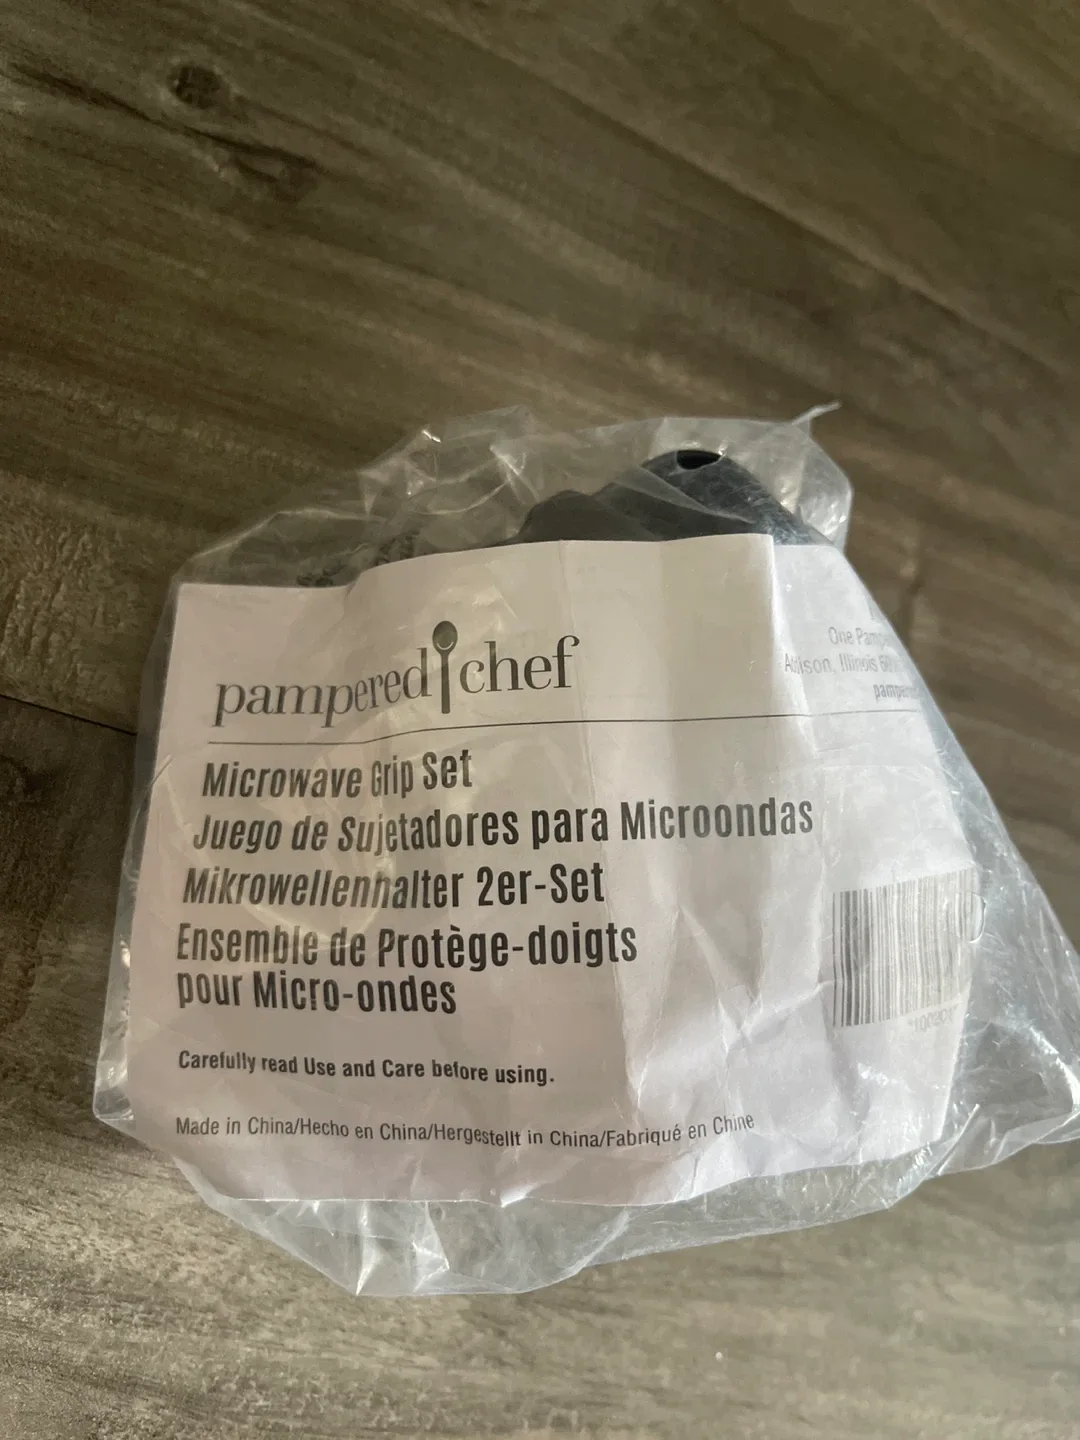 pampered chef
One
Illinois
Microwave Grip Set
Juego de Sujetadores para Microondas
Mikrowellenhalter 2er-Set
Ensemble de Protège-doigts
pour Micro-ondes
Carefully read Use and Care before using.
Made in China/Hecho en China/Hergestellt in China/Fabriqué en Chine